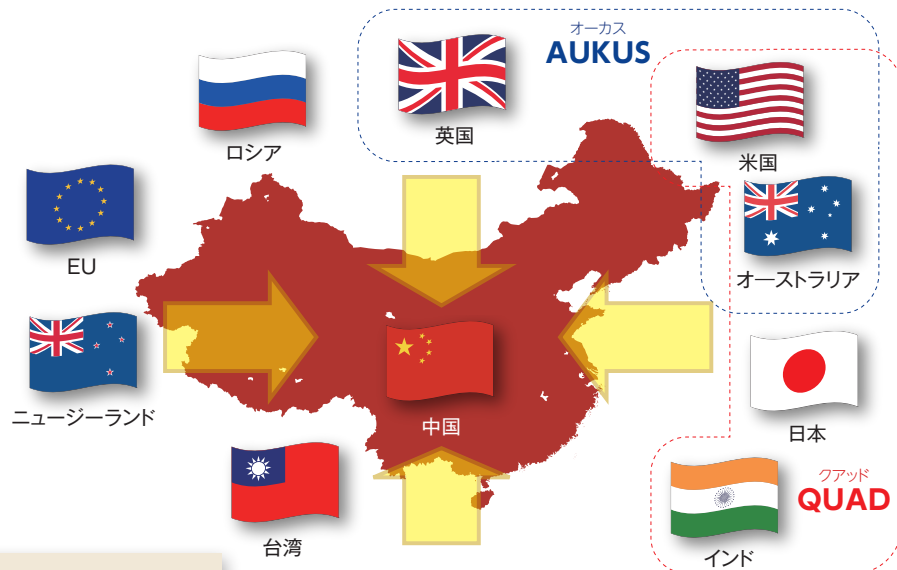 オーカス
AUKUS
英国
米国
ロシア
オーストラリア
EU
ニュージーランド
中国
日本
台湾
クアッド
QUAD
インド